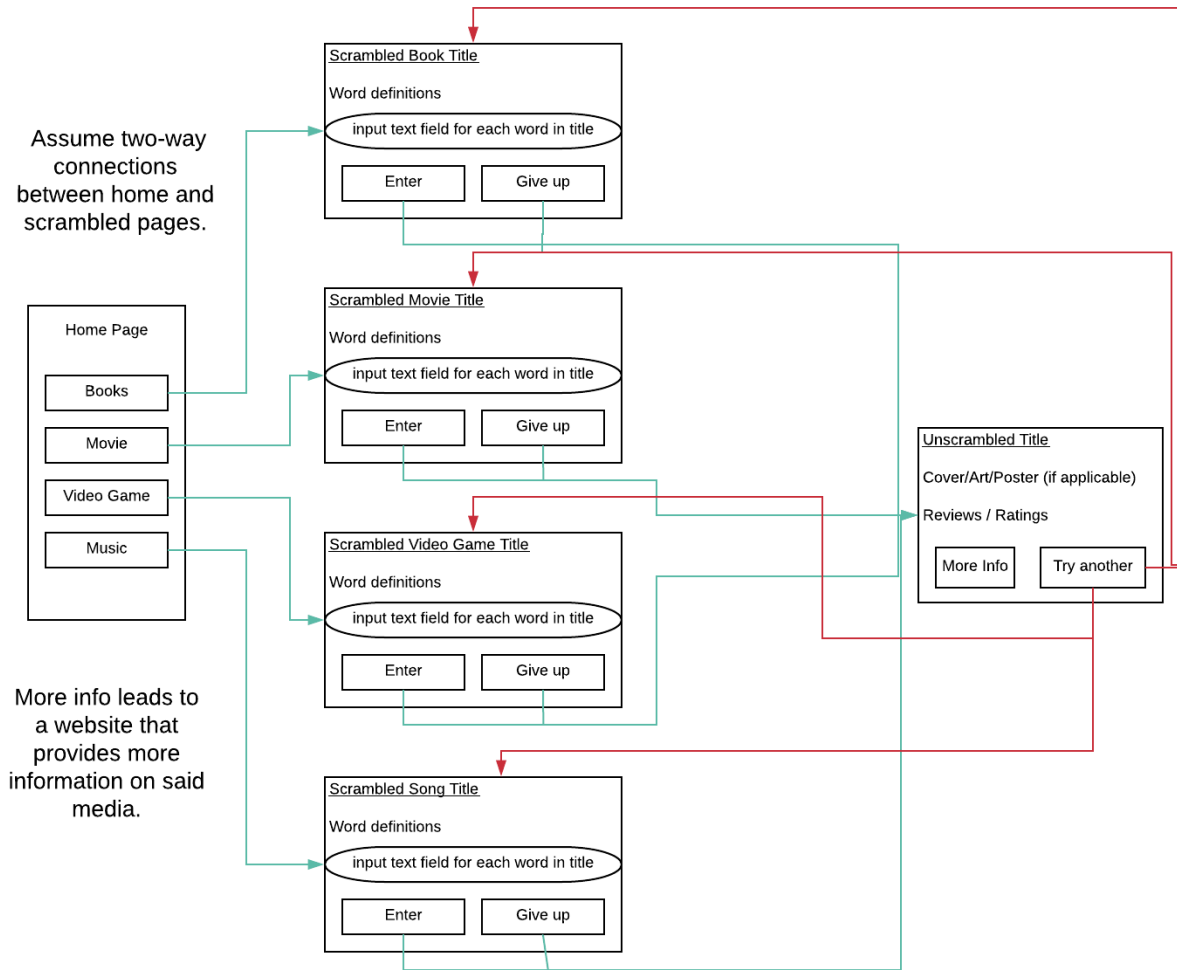 Assume two-way
connections
between home and
scrambled pages.
Home Page
Books
Movie
Video Game
Music
More info leads to
a website that
provides more
information on said
media.
Scrambled Book Title
Word definitions
input text field for each word in title
Enter
Give up
Scrambled Movie Title
Word definitions
input text field for each word in title
Enter
Give up
Scrambled Video Game Title
Word definitions
input text field for each word in title
Enter
Give up
Scrambled Song Title
Word definitions
input text field for each word in title
Enter
Give up
Unscrambled Title
Cover/Art/Poster (if applicable)
Reviews / Ratings
More Info
Try another